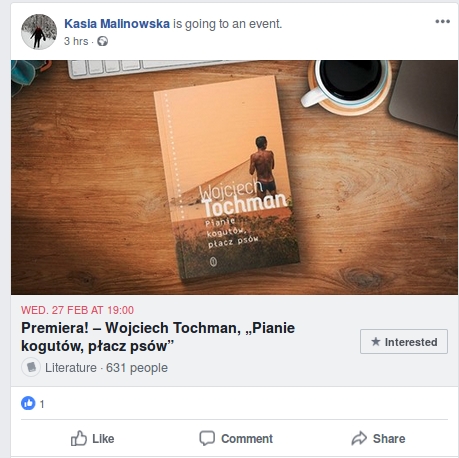 Kasia Malinowska is going to an event.
3 hrs ·
Wojciech
Tochman
Pianie
kogutów,
płacz psów
WED. 27 FEB AT 19:00
Premiera! – Wojciech Tochman, „Pianie
kogutów, płacz psów”
Interested
Literature · 631 people
1
Like
Comment
Share